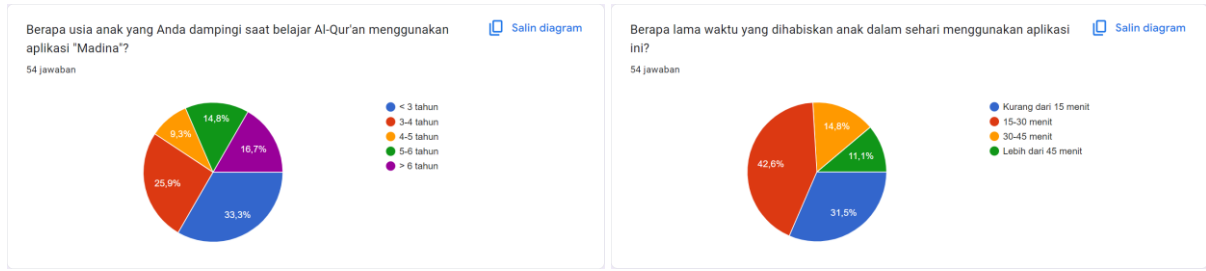 Berapa usia anak yang Anda dampingi saat belajar Al-Qur'an menggunakan
aplikasi "Madina"?
Salin diagram
54 jawaban
14,8%
9,3%
16,7%
25,9%
33,3%
< 3 tahun
3-4 tahun
4-5 tahun
5-6 tahun
> 6 tahun
Berapa lama waktu yang dihabiskan anak dalam sehari menggunakan aplikasi
ini?
Salin diagram
54 jawaban
14,8%
42,6%
11,1%
31,5%
Kurang dari 15 menit
15-30 menit
30-45 menit
Lebih dari 45 menit